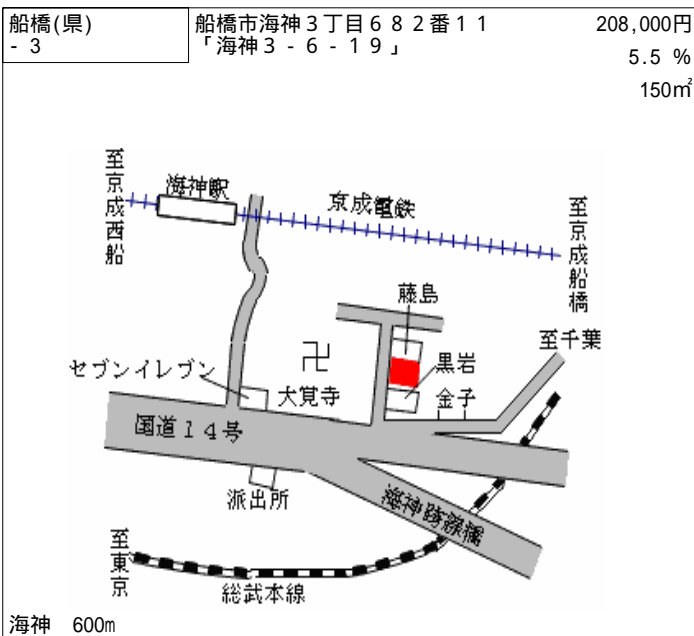 船橋(県)
- 3
船橋市海神３丁目６８２番１１
「海神３－６－１９」
208,000円
5.5 %
150㎡
至京成西船
海神駅
京成電鉄
至京成船橋
藤島
至千葉
セブンイレブン
卍
大覚寺
黒岩
金子
国道１４号
派出所
海神跨線橋
至東京
総武本線
海神 600m